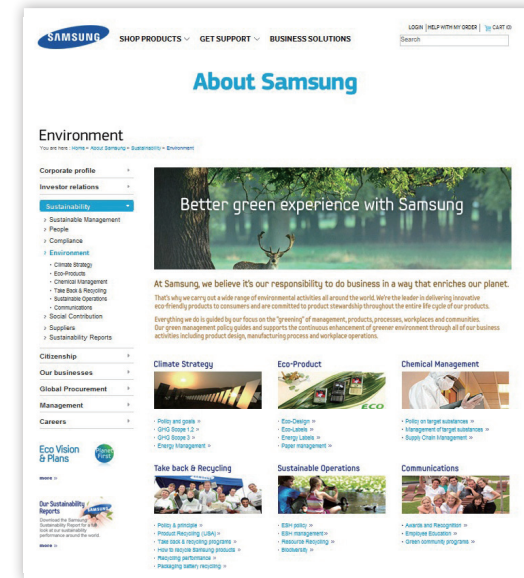 SAMSUNG
SHOP PRODUCTS
GET SUPPORT
BUSINESS SOLUTIONS
LOGIN | HELP WITH MY ORDER | CART (0)
Search
About Samsung
Environment
You are here : Home > About Samsung > Sustainability > Environment
Corporate profile
Investor relations
Sustainability
› Sustainable Management
› People
› Compliance
› Environment
· Climate Strategy
· Eco-Products
· Chemical Management
· Take Back & Recycling
· Sustainable Operations
· Communications
› Social Contribution
› Suppliers
› Sustainability Reports
Citizenship
Our businesses
Global Procurement
Management
Careers
Eco Vision
& Plans
Planet
First
more »
Our Sustainability
Reports
Download the Samsung
Sustainability Report for a full
look at our sustainability
performance around the world.
more »
Better green experience with Samsung
At Samsung, we believe it's our responsibility to do business in a way that enriches our planet.
That's why we carry out a wide range of environmental activities all around the world. We're the leader in delivering innovative
eco-friendly products to consumers and are committed to product stewardship throughout the entire life cycle of our products.
Everything we do is guided by our focus on the "greening" of management, products, processes, workplaces and communities.
Our green management policy guides and supports the continuous enhancement of greener environment through all of our business
activities including product design, manufacturing process and workplace operations.
Climate Strategy
· Policy and goals »
· GHG Scope 1,2 »
· GHG Scope 3 »
· Energy Management »
Eco-Product
ECO
· Eco-Design »
· Eco-Labels »
· Energy Labels »
· Paper management »
Chemical Management
· Policy on target substances »
· Management of target substances »
· Supply Chain Management »
Take back & Recycling
· Policy & principle »
· Product Recycling (USA) »
· Take back & recycling programs »
· How to recycle Samsung products »
· Recycling performance »
· Packaging battery recycling »
Sustainable Operations
· ESH policy »
· ESH management»
· Resource Recycling »
· Biodiversity »
Communications
· Awards and Recognition »
· Employee Education »
· Green community programs »